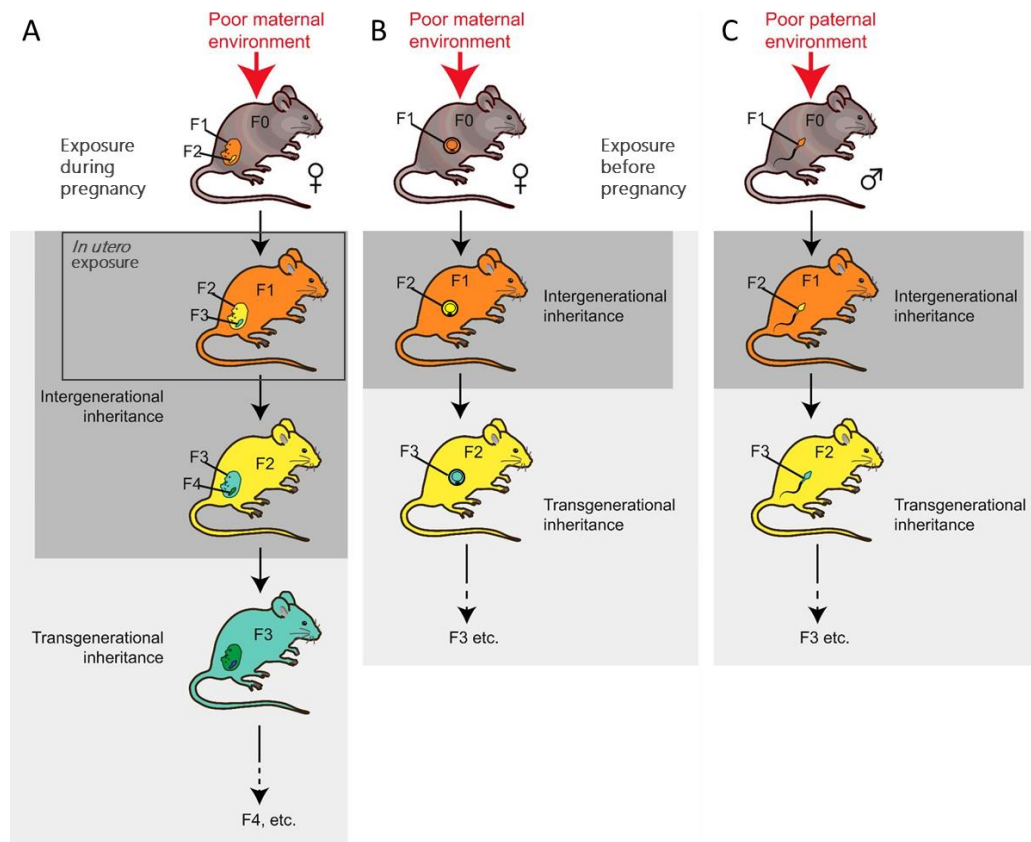 A
Poor maternal
environment
F0
F1
F2
Exposure
during
pregnancy
♀
In utero
exposure
F2
F1
F3
Intergenerational
inheritance
F3
F2
F4
Transgenerational
inheritance
F3
F4, etc.
B
Poor maternal
environment
F0
F1
♀
Exposure
before
pregnancy
F1
F2
Intergenerational
inheritance
F3
F2
Transgenerational
inheritance
F3 etc.
C
Poor paternal
environment
F0
F1
♂
F1
F2
Intergenerational
inheritance
F3
F2
Transgenerational
inheritance
F3 etc.